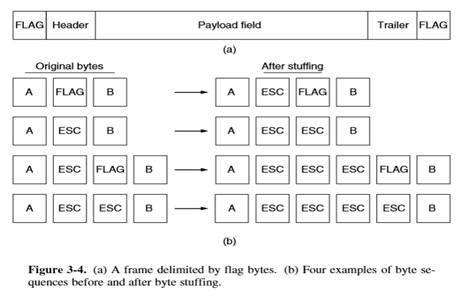 FLAG Header Payload field Trailer FLAG
(a)
Original bytes After stuffing
A FLAG B A ESC FLAG B
A ESC B A ESC ESC B
A ESC FLAG B A ESC ESC ESC FLAG B
A ESC ESC B A ESC ESC ESC ESC B
(b)
Figure 3-4. (a) A frame delimited by flag bytes. (b) Four examples of byte se-
quences before and after byte stuffing.